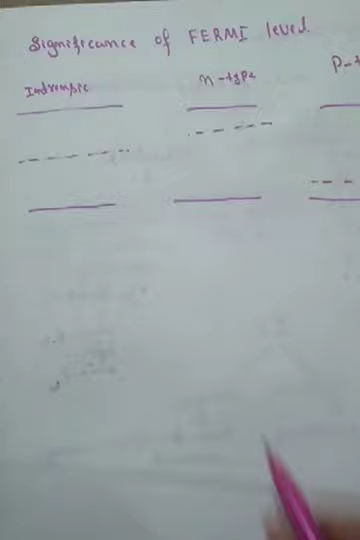 Significance of FERMI level.
Intrinsic n-type P-t